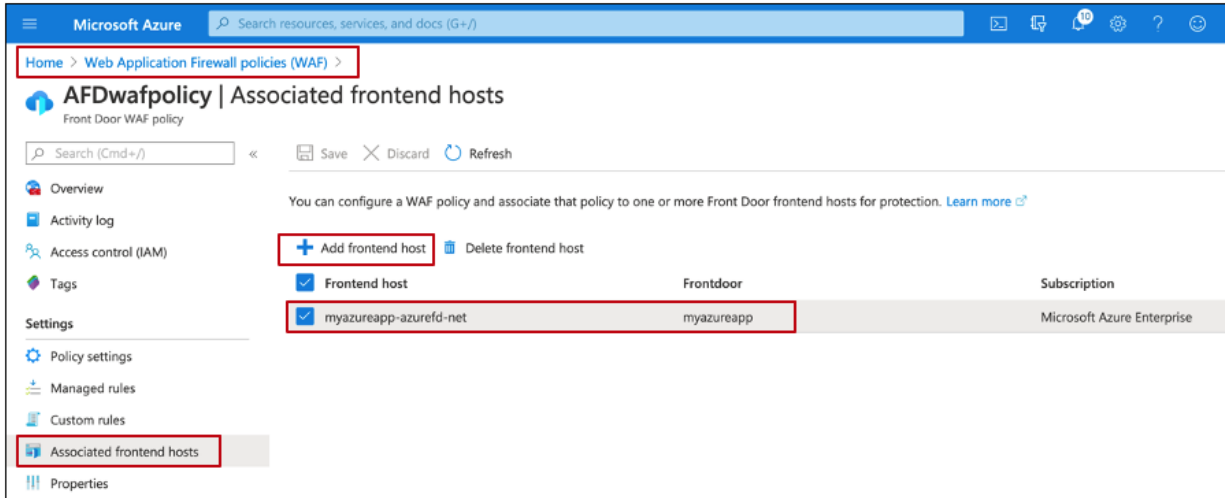 Microsoft Azure
Search resources, services, and docs (G+/)
10
Home > Web Application Firewall policies (WAF) >
AFDwafpolicy | Associated frontend hosts
Front Door WAF policy
Search (Cmd+/)
«
Save
Discard
Refresh
Overview
Activity log
Access control (IAM)
Tags
Settings
Policy settings
Managed rules
Custom rules
Associated frontend hosts
Properties
You can configure a WAF policy and associate that policy to one or more Front Door frontend hosts for protection. Learn more
Add frontend host
Delete frontend host
Frontend host Frontdoor Subscription
myazureapp-azurefd-net myazureapp Microsoft Azure Enterprise